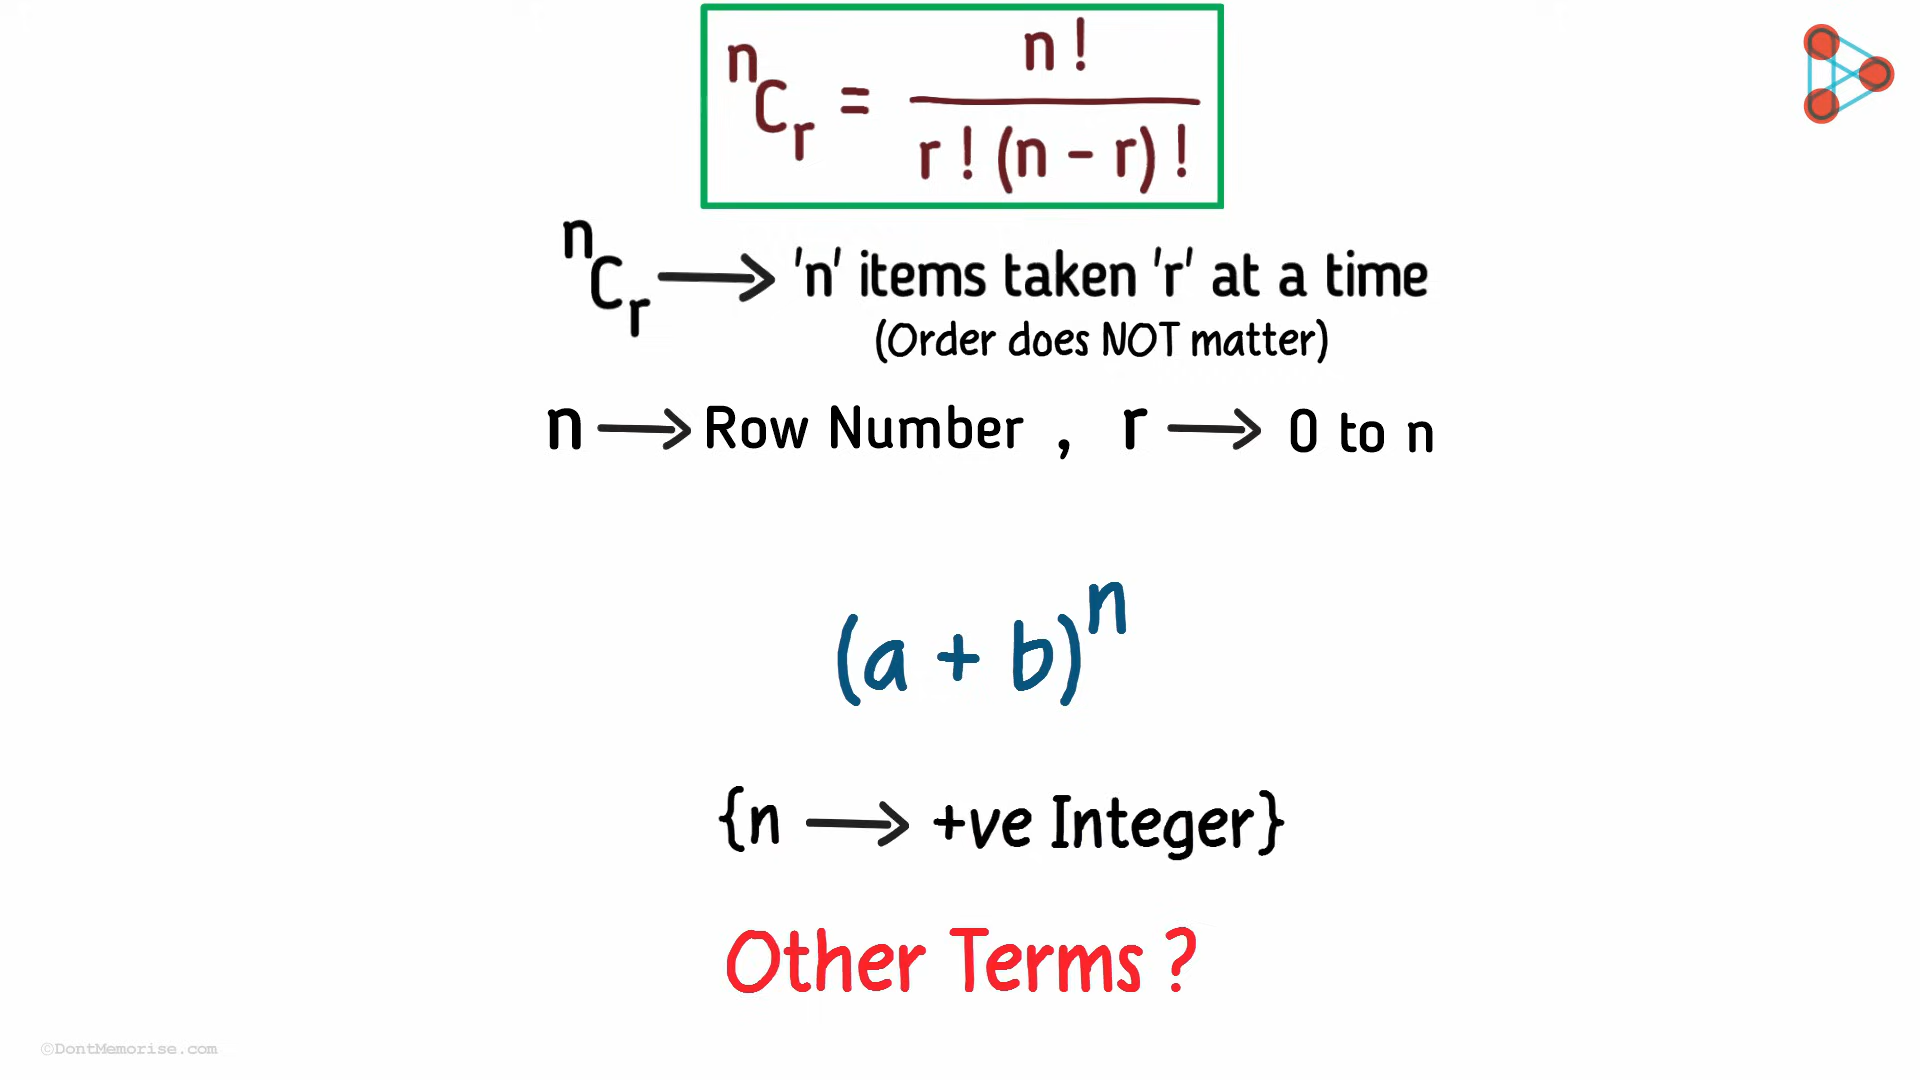 nCr = n! / r!(n - r)!
nCr → 'n' items taken 'r' at a time
(Order does NOT matter)
n → Row Number , r → 0 to n
(a + b)^n
{n → +ve Integer}
Other Terms ?
©DontMemorise.com